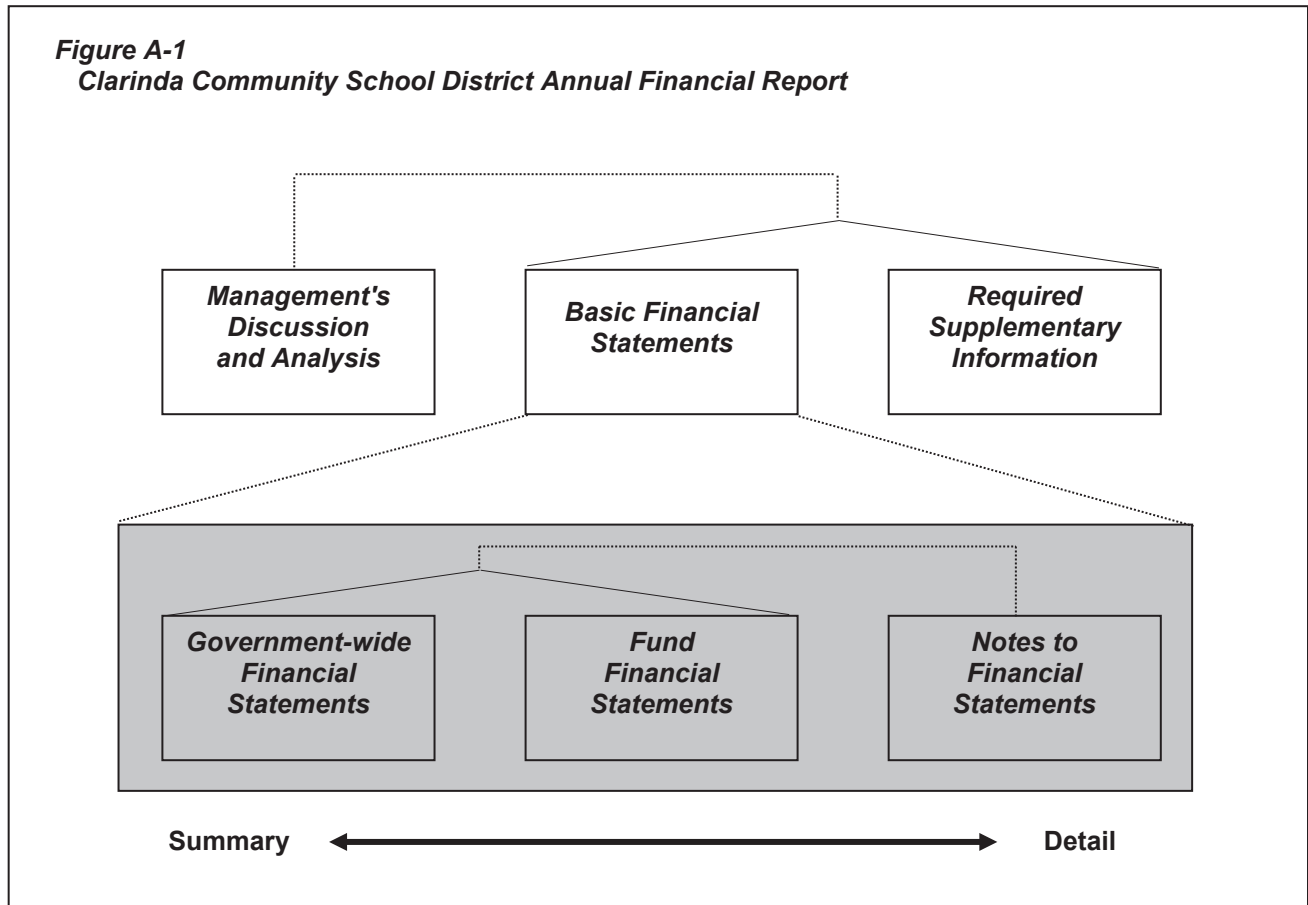 Figure A-1
Clarinda Community School District Annual Financial Report
Management's
Discussion
and Analysis
Basic Financial
Statements
Required
Supplementary
Information
Government-wide
Financial
Statements
Fund
Financial
Statements
Notes to
Financial
Statements
Summary
Detail